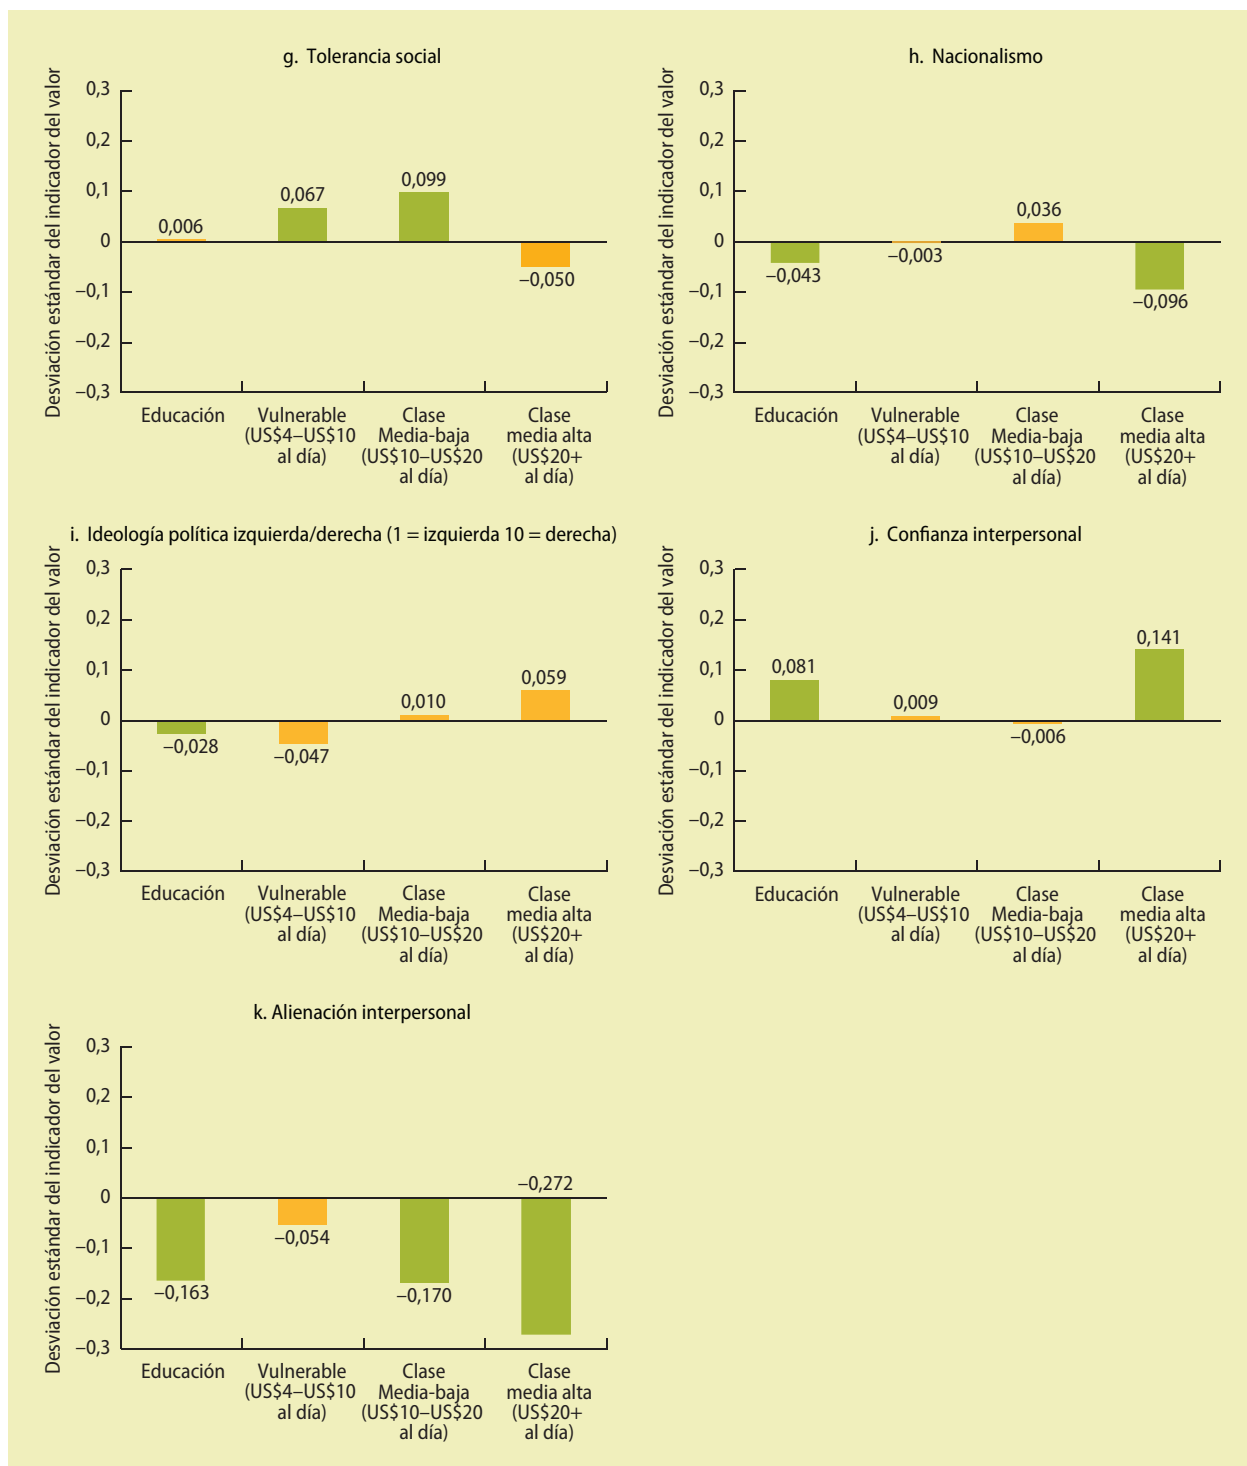 g. Tolerancia social
Desviación estándar del indicador del valor
0,3
0,2
0,1
0
–0,1
–0,2
–0,3
0,006
0,067
0,099
–0,050
Educación
Vulnerable
(US$4–US$10
al día)
Clase
Media-baja
(US$10–US$20
al día)
Clase
media alta
(US$20+
al día)
h. Nacionalismo
Desviación estándar del indicador del valor
0,3
0,2
0,1
0
–0,1
–0,2
–0,3
–0,043
–0,003
0,036
–0,096
Educación
Vulnerable
(US$4–US$10
al día)
Clase
Media-baja
(US$10–US$20
al día)
Clase
media alta
(US$20+
al día)
i. Ideología política izquierda/derecha (1 = izquierda 10 = derecha)
Desviación estándar del indicador del valor
0,3
0,2
0,1
0
–0,1
–0,2
–0,3
–0,028
–0,047
0,010
0,059
Educación
Vulnerable
(US$4–US$10
al día)
Clase
Media-baja
(US$10–US$20
al día)
Clase
media alta
(US$20+
al día)
j. Confianza interpersonal
Desviación estándar del indicador del valor
0,3
0,2
0,1
0
–0,1
–0,2
–0,3
0,081
0,009
–0,006
0,141
Educación
Vulnerable
(US$4–US$10
al día)
Clase
Media-baja
(US$10–US$20
al día)
Clase
media alta
(US$20+
al día)
k. Alienación interpersonal
Desviación estándar del indicador del valor
0,3
0,2
0,1
0
–0,1
–0,2
–0,3
–0,163
–0,054
–0,170
–0,272
Educación
Vulnerable
(US$4–US$10
al día)
Clase
Media-baja
(US$10–US$20
al día)
Clase
media alta
(US$20+
al día)